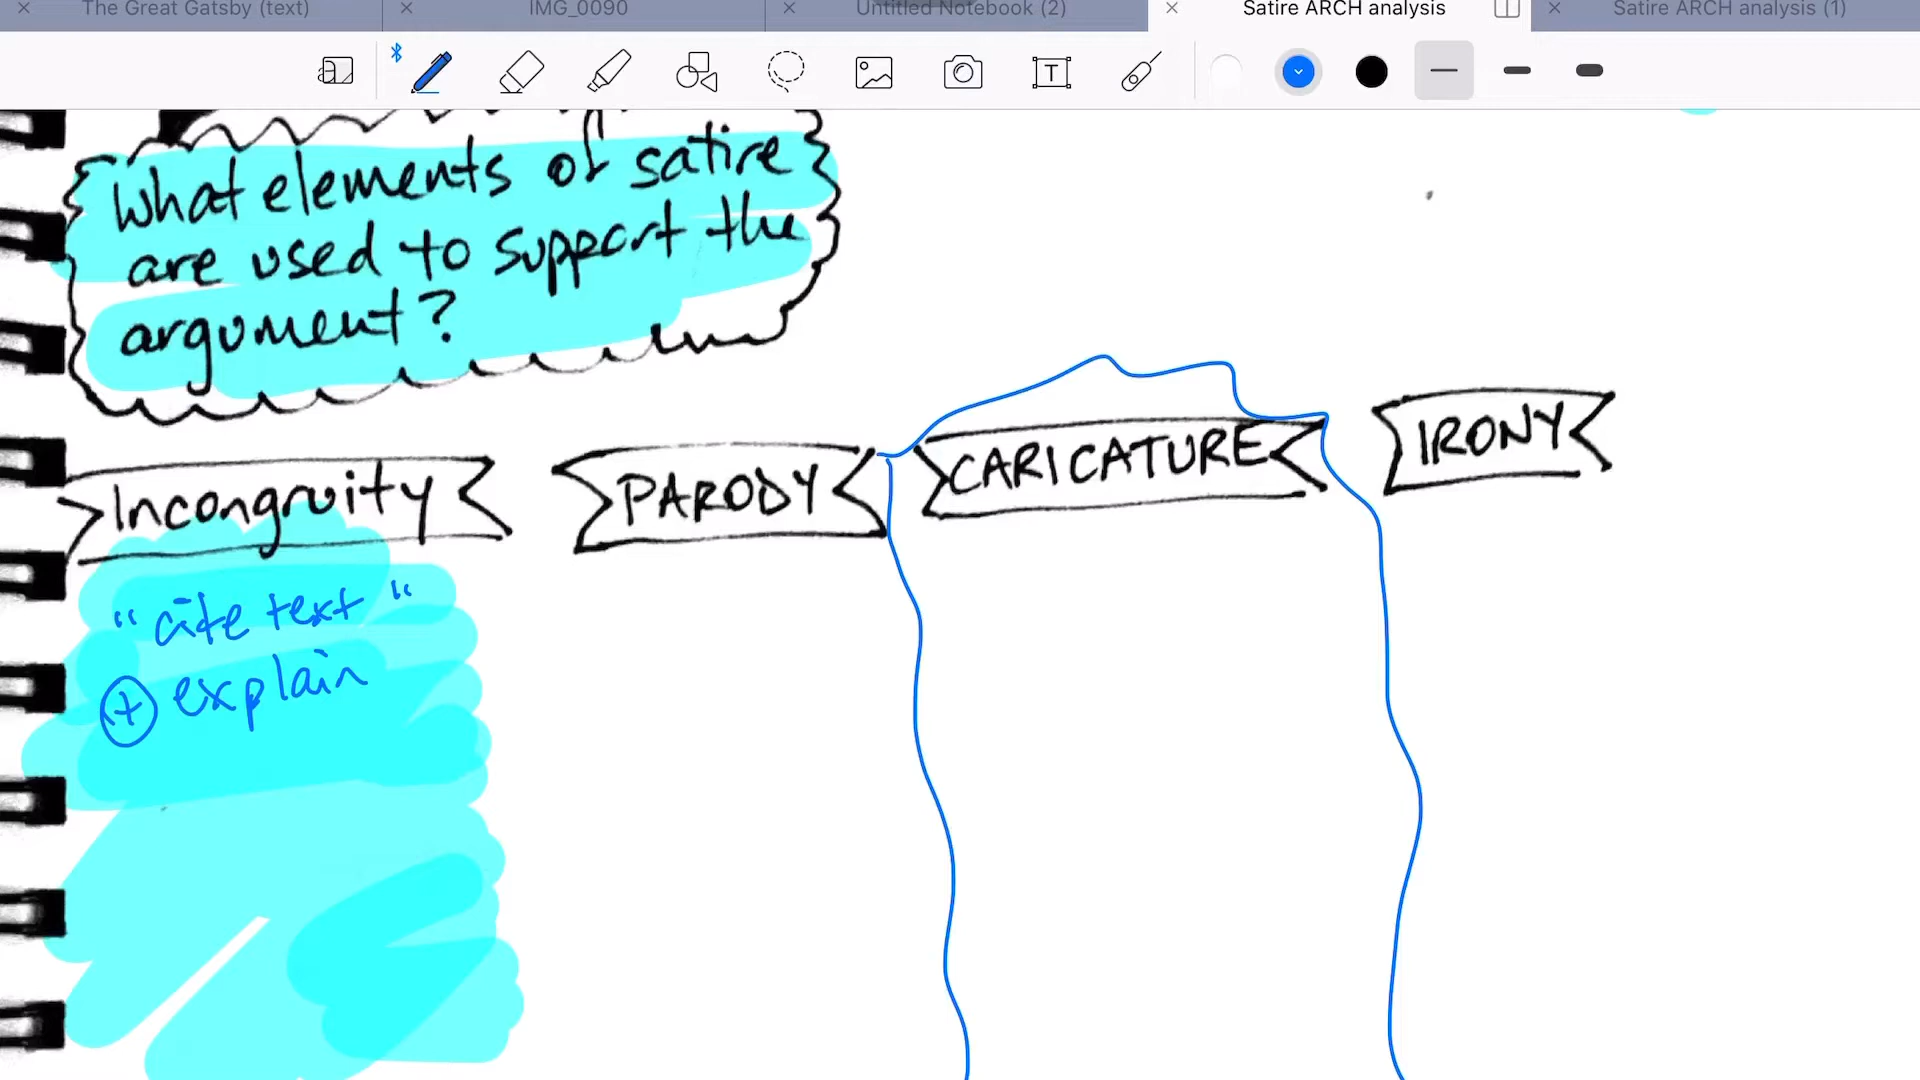 The Great Gatsby (text)
IMG_0090
Untitled Notebook (2)
Satire ARCH analysis
Satire ARCH analysis (1)
What elements of satire
are used to support the
argument?
Incongruity
PARODY
CARICATURE
IRONY
"cite text"
+ explain